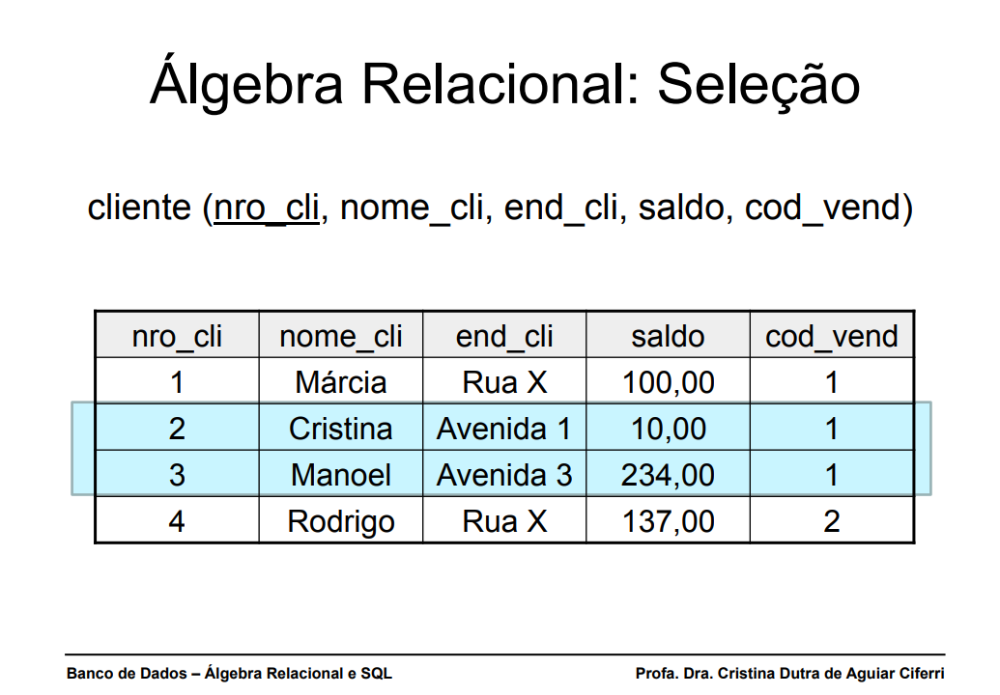 Álgebra Relacional: Seleção
cliente (nro_cli, nome_cli, end_cli, saldo, cod_vend)
nro_cli nome_cli end_cli saldo cod_vend
1 Márcia Rua X 100,00 1
2 Cristina Avenida 1 10,00 1
3 Manoel Avenida 3 234,00 1
4 Rodrigo Rua X 137,00 2
Banco de Dados – Álgebra Relacional e SQL Profa. Dra. Cristina Dutra de Aguiar Ciferri